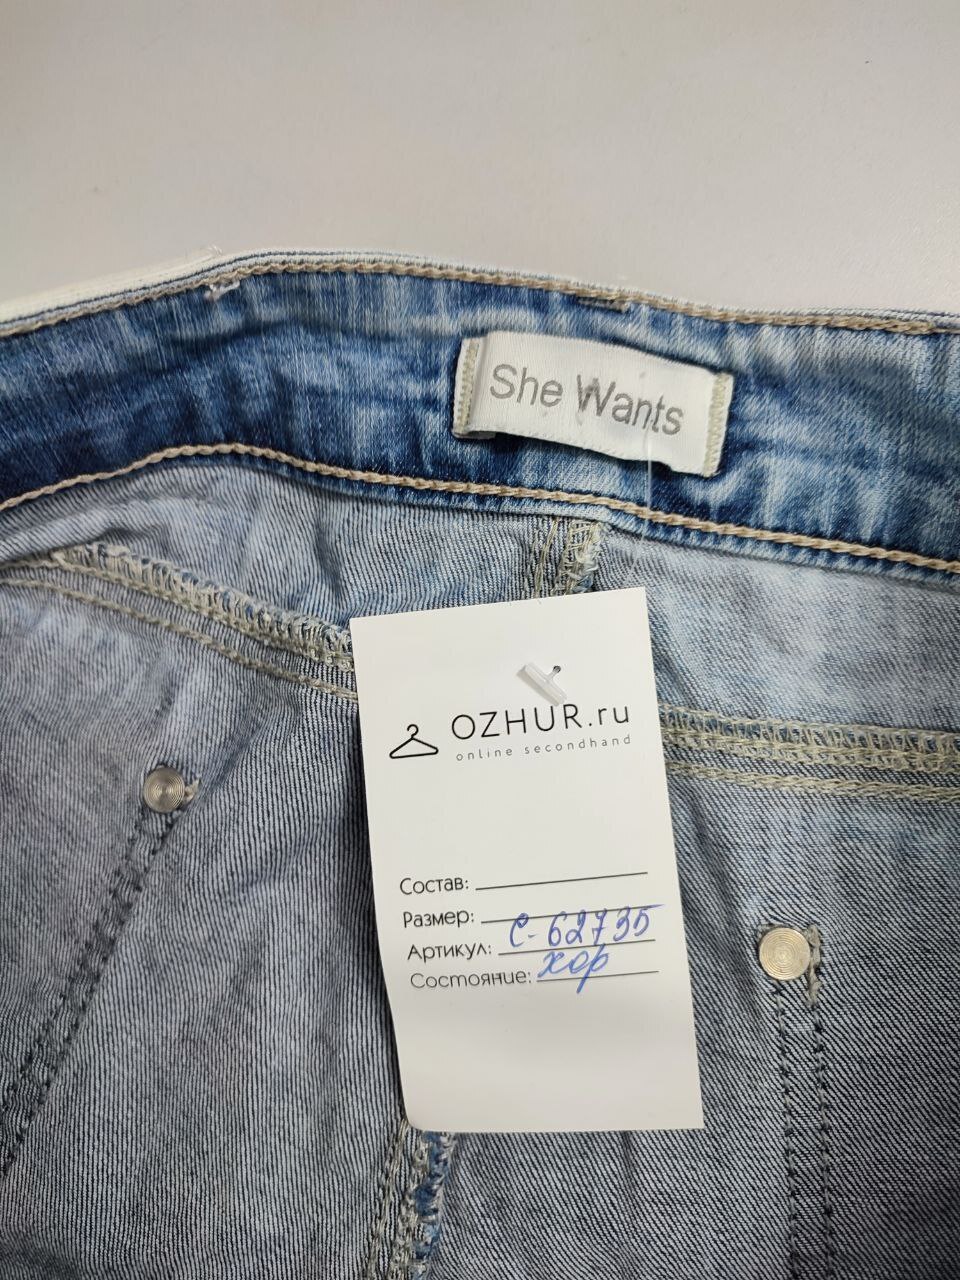 She Wants
OZHUR.ru
online secondhand
Состав:
Размер:
Артикул: С-62735
Состояние: хор